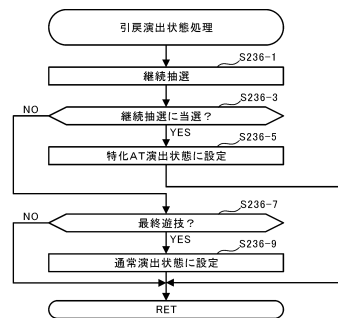 引戻演出状態処理
S236-1
継続抽選
S236-3
継続抽選に当選？
NO
YES
S236-5
特化AT演出状態に設定
S236-7
最終遊技？
NO
YES
S236-9
通常演出状態に設定
RET